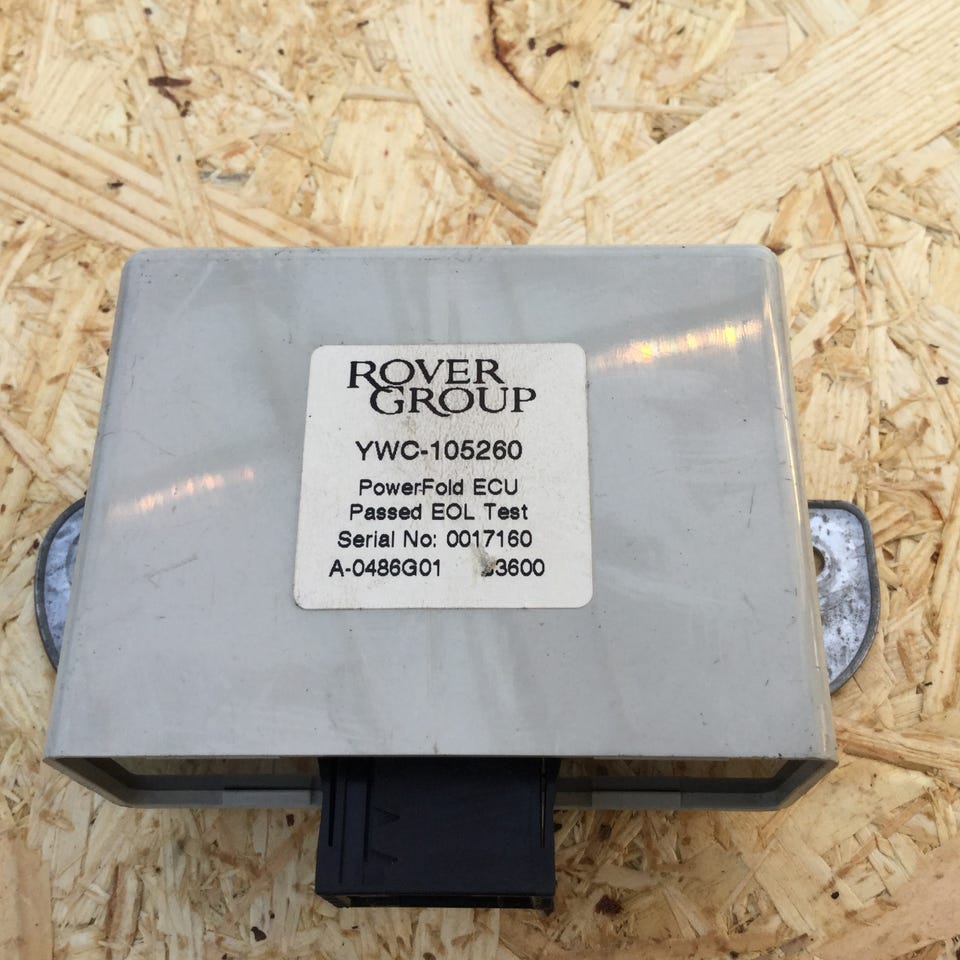 ROVER
GROUP
YWC-105260
PowerFold ECU
Passed EOL Test
Serial No: 0017160
A-0486G01